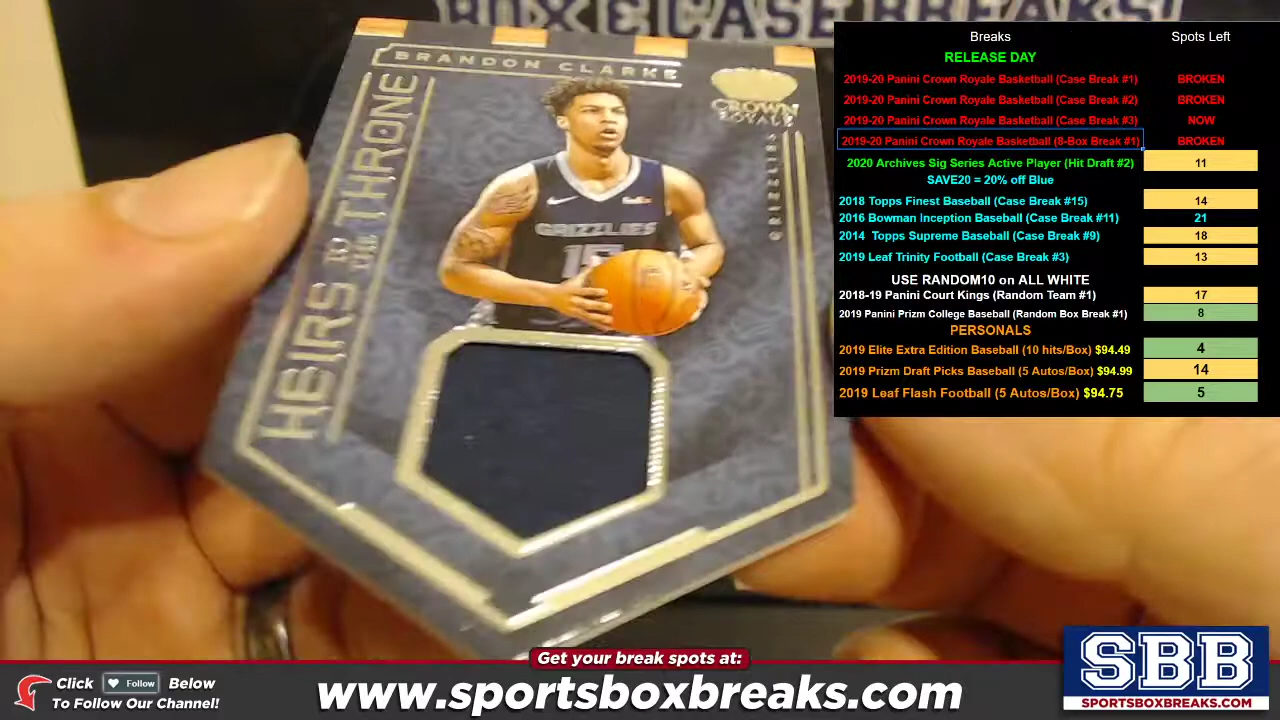 BOX & CASE BREAKS!
BRANDON CLARKE
CROWN
ROYALE
HEIRS TO THE THRONE
GRIZZLIES
GRIZZLIES
15
Breaks Spots Left
RELEASE DAY
2019-20 Panini Crown Royale Basketball (Case Break #1) BROKEN
2019-20 Panini Crown Royale Basketball (Case Break #2) BROKEN
2019-20 Panini Crown Royale Basketball (Case Break #3) NOW
2019-20 Panini Crown Royale Basketball (8-Box Break #1) BROKEN
2020 Archives Sig Series Active Player (Hit Draft #2) 11
SAVE20 = 20% off Blue
2018 Topps Finest Baseball (Case Break #15) 14
2016 Bowman Inception Baseball (Case Break #11) 21
2014 Topps Supreme Baseball (Case Break #9) 18
2019 Leaf Trinity Football (Case Break #3) 13
USE RANDOM10 on ALL WHITE
2018-19 Panini Court Kings (Random Team #1) 17
2019 Panini Prizm College Baseball (Random Box Break #1) 8
PERSONALS
2019 Elite Extra Edition Baseball (10 hits/Box) $94.49 4
2019 Prizm Draft Picks Baseball (5 Autos/Box) $94.99 14
2019 Leaf Flash Football (5 Autos/Box) $94.75 5
Get your break spots at:
www.sportsboxbreaks.com
Click Follow Below
To Follow Our Channel!
SBB
SPORTSBOXBREAKS.COM